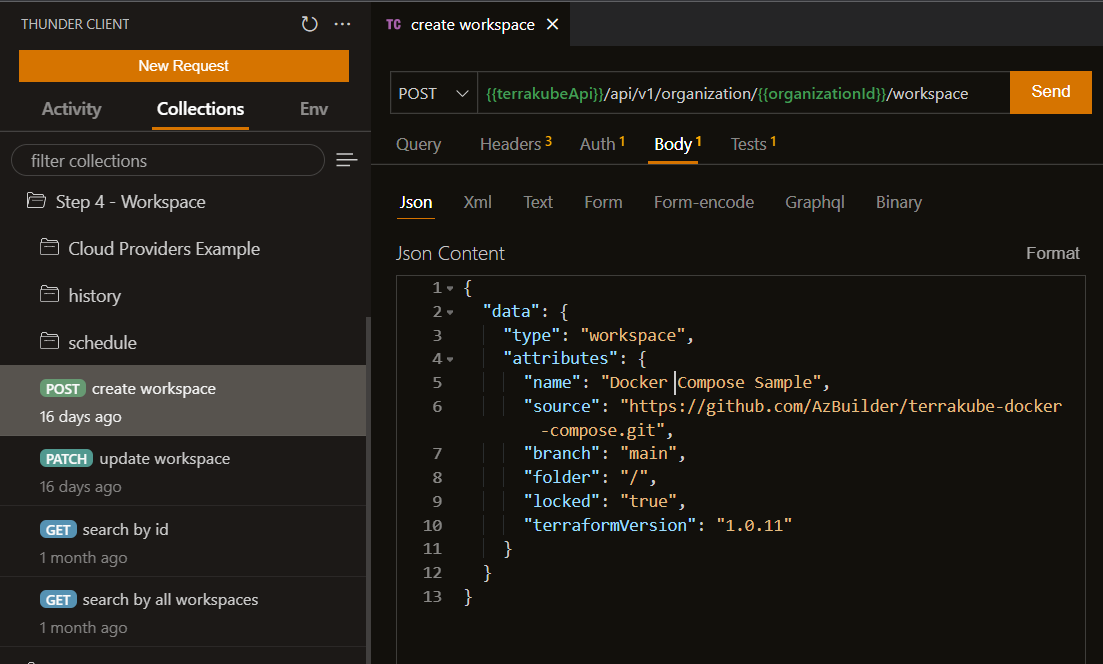 THUNDER CLIENT
New Request
Activity Collections Env
filter collections
Step 4 - Workspace
Cloud Providers Example
history
schedule
POST create workspace
16 days ago
PATCH update workspace
16 days ago
GET search by id
1 month ago
GET search by all workspaces
1 month ago
TC create workspace
POST {{terrakubeApi}}/api/v1/organization/{{organizationId}}/workspace Send
Query Headers 3 Auth 1 Body 1 Tests 1
Json Xml Text Form Form-encode Graphql Binary
Json Content Format
1 {
2 "data": {
3 "type": "workspace",
4 "attributes": {
5 "name": "Docker Compose Sample",
6 "source": "https://github.com/AzBuilder/terrakube-docker
-compose.git",
7 "branch": "main",
8 "folder": "/",
9 "locked": "true",
10 "terraformVersion": "1.0.11"
11 }
12 }
13 }